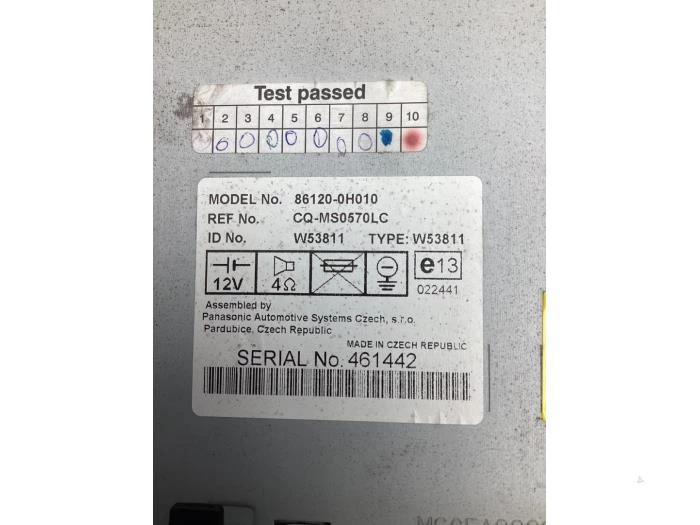 Test passed
1 2 3 4 5 6 7 8 9 10
MODEL No. 86120-0H010
REF No. CQ-MS0570LC
ID No. W53811 TYPE: W53811
12V 4Ω e13
022441
Assembled by
Panasonic Automotive Systems Czech, s.r.o.
Pardubice, Czech Republic
MADE IN CZECH REPUBLIC
SERIAL No. 461442